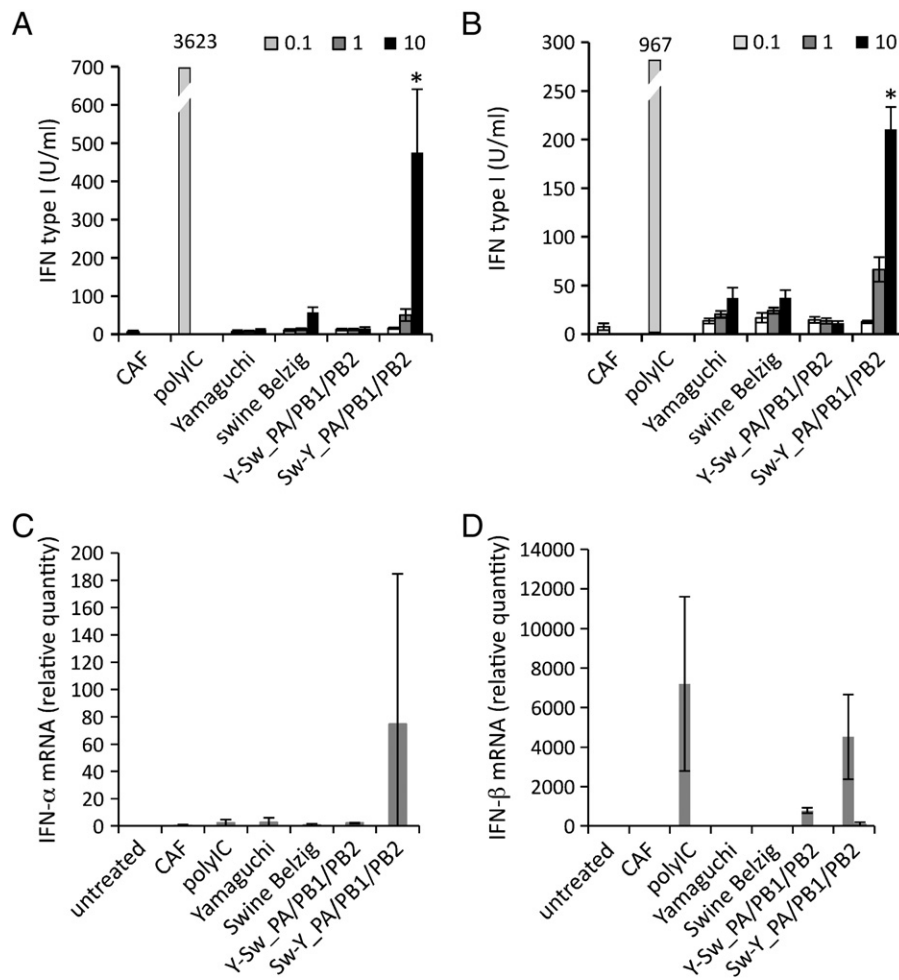 A
3623
0.1 1 10
700
600
500
400
300
200
100
0
IFN type I (U/ml)
*
CAF
polyIC
Yamaguchi
swine Belzig
Y-Sw_PA/PB1/PB2
Sw-Y_PA/PB1/PB2
B
967
0.1 1 10
300
250
200
150
100
50
0
IFN type I (U/ml)
*
CAF
polyIC
Yamaguchi
swine Belzig
Y-Sw_PA/PB1/PB2
Sw-Y_PA/PB1/PB2
C
200
180
160
140
120
100
80
60
40
20
0
IFN-α mRNA (relative quantity)
untreated
CAF
polyIC
Yamaguchi
Swine Belzig
Y-Sw_PA/PB1/PB2
Sw-Y_PA/PB1/PB2
D
14000
12000
10000
8000
6000
4000
2000
0
IFN-β mRNA (relative quantity)
untreated
CAF
polyIC
Yamaguchi
Swine Belzig
Y-Sw_PA/PB1/PB2
Sw-Y_PA/PB1/PB2